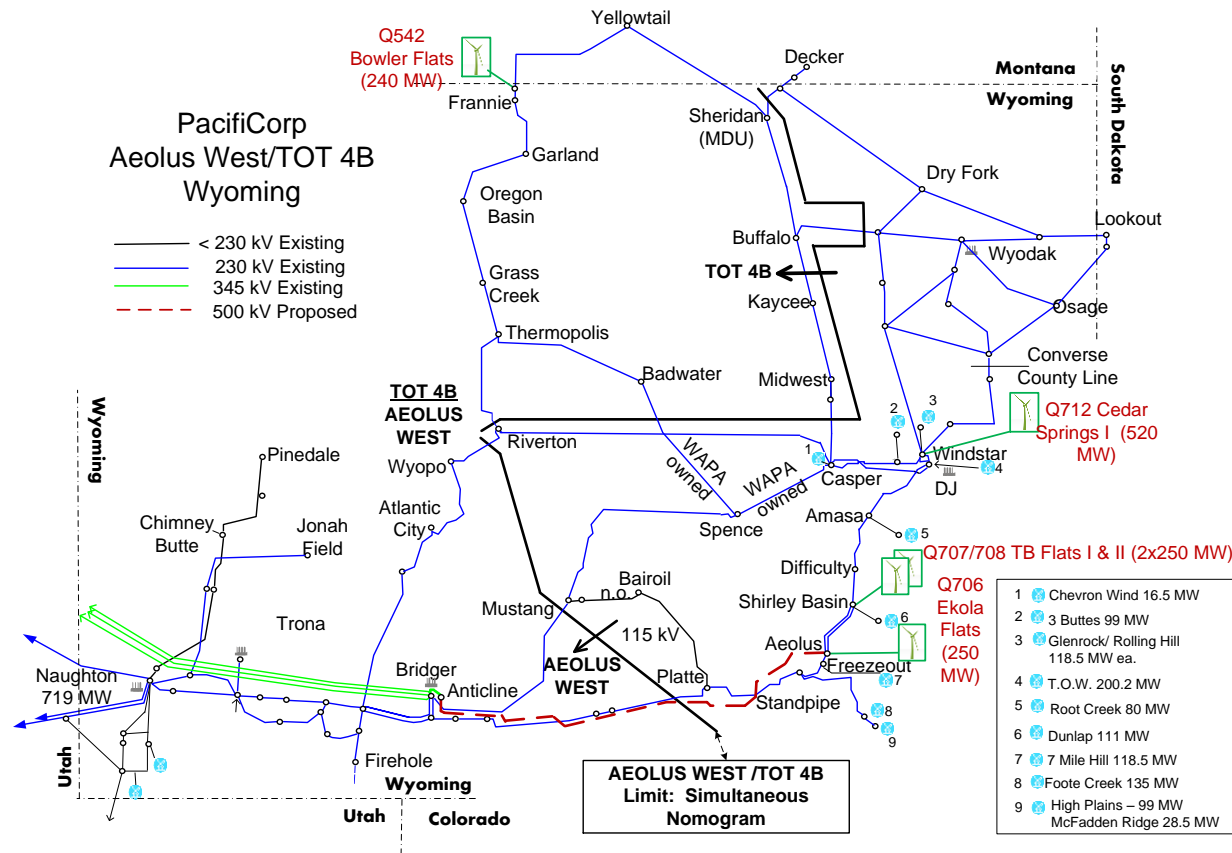 Yellowtail
Q542
Bowler Flats
(240 MW)
Decker
Montana
Wyoming
South Dakota
Frannie
Sheridan
(MDU)
PacifiCorp
Aeolus West/TOT 4B
Wyoming
Garland
Dry Fork
Oregon
Basin
Lookout
< 230 kV Existing
230 kV Existing
345 kV Existing
500 kV Proposed
Buffalo
Wyodak
TOT 4B
Grass
Creek
Kaycee
Osage
Thermopolis
Converse
County Line
Badwater
Midwest
Wyoming
TOT 4B
AEOLUS
WEST
2
3
Q712 Cedar
Springs I (520
MW)
Riverton
Pinedale
Wyopo
WAPA
owned
WAPA
owned
1
Casper
Windstar
4
DJ
Atlantic
City
Spence
Amasa
Chimney
Butte
Jonah
Field
5
Q707/708 TB Flats I & II (2x250 MW)
Difficulty
Bairoil
n.o.
Q706
Ekola
Flats
(250
MW)
Mustang
Shirley Basin
6
Trona
115 kV
Aeolus
AEOLUS
WEST
Freezeout
7
Naughton
719 MW
Bridger
Anticline
Platte
Standpipe
8
9
Firehole
Utah
Wyoming
Utah
Colorado
AEOLUS WEST /TOT 4B
Limit: Simultaneous
Nomogram
1 Chevron Wind 16.5 MW
2 3 Buttes 99 MW
3 Glenrock/ Rolling Hill
118.5 MW ea.
4 T.O.W. 200.2 MW
5 Root Creek 80 MW
6 Dunlap 111 MW
7 7 Mile Hill 118.5 MW
8 Foote Creek 135 MW
9 High Plains – 99 MW
McFadden Ridge 28.5 MW